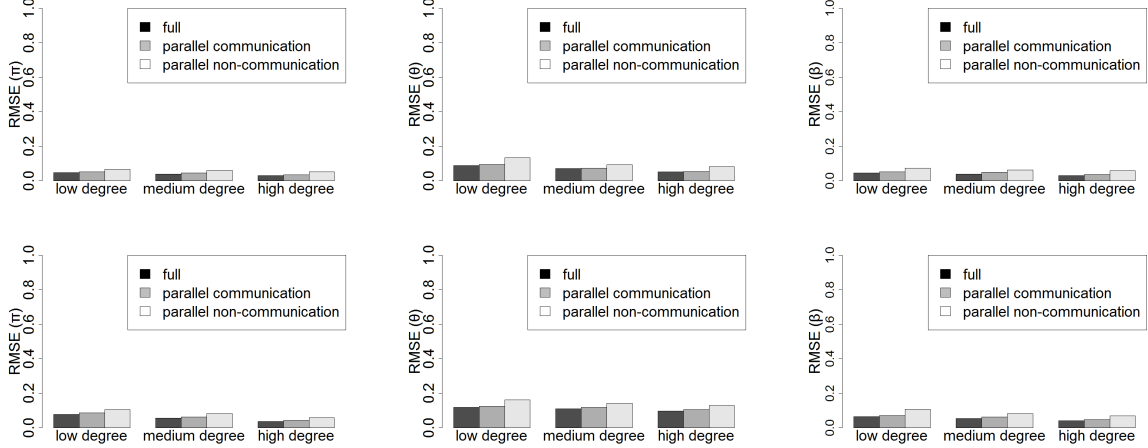 RMSE (π)
0.0 0.2 0.4 0.6 0.8 1.0
full
parallel communication
parallel non-communication
low degree medium degree high degree
RMSE (θ)
0.0 0.2 0.4 0.6 0.8 1.0
full
parallel communication
parallel non-communication
low degree medium degree high degree
RMSE (β)
0.0 0.2 0.4 0.6 0.8 1.0
full
parallel communication
parallel non-communication
low degree medium degree high degree
RMSE (π)
0.0 0.2 0.4 0.6 0.8 1.0
full
parallel communication
parallel non-communication
low degree medium degree high degree
RMSE (θ)
0.0 0.2 0.4 0.6 0.8 1.0
full
parallel communication
parallel non-communication
low degree medium degree high degree
RMSE (β)
0.0 0.2 0.4 0.6 0.8 1.0
full
parallel communication
parallel non-communication
low degree medium degree high degree